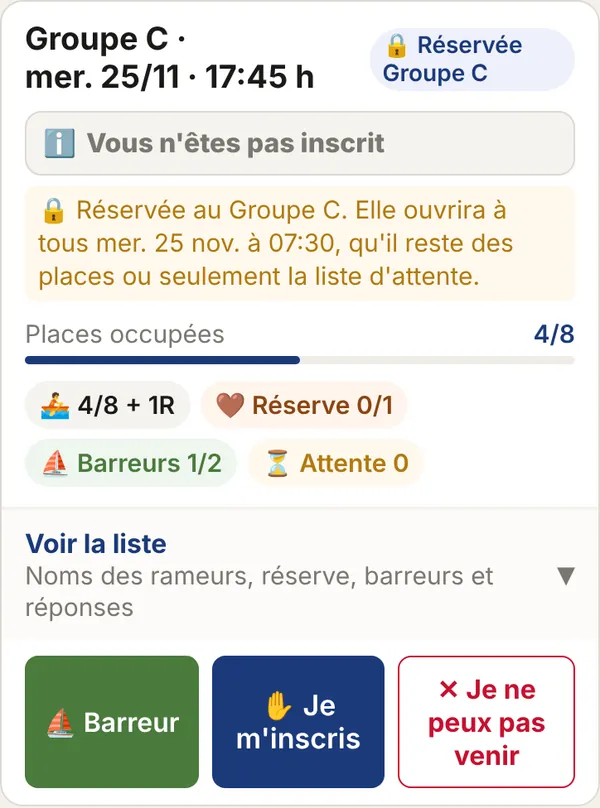 Groupe C ·
mer. 25/11 · 17:45 h
🔒 Réservée
Groupe C
ℹ️ Vous n'êtes pas inscrit
🔒 Réservée au Groupe C. Elle ouvrira à
tous mer. 25 nov. à 07:30, qu'il reste des
places ou seulement la liste d'attente.
Places occupées 4/8
🚣 4/8 + 1R 🤎 Réserve 0/1
⛵ Barreurs 1/2 ⏳ Attente 0
Voir la liste
Noms des rameurs, réserve, barreurs et
réponses
▼
⛵ Barreur
✋ Je
m'inscris
✕ Je ne
peux pas
venir